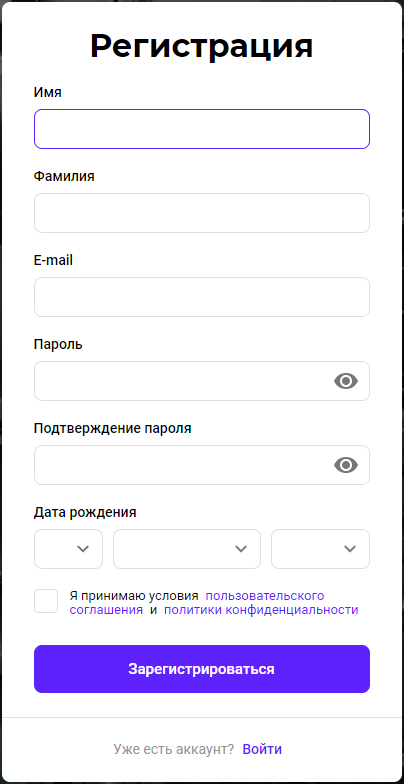 Регистрация
Имя
Фамилия
E-mail
Пароль
Подтверждение пароля
Дата рождения
Я принимаю условия пользовательского
соглашения и политики конфиденциальности
Зарегистрироваться
Уже есть аккаунт? Войти